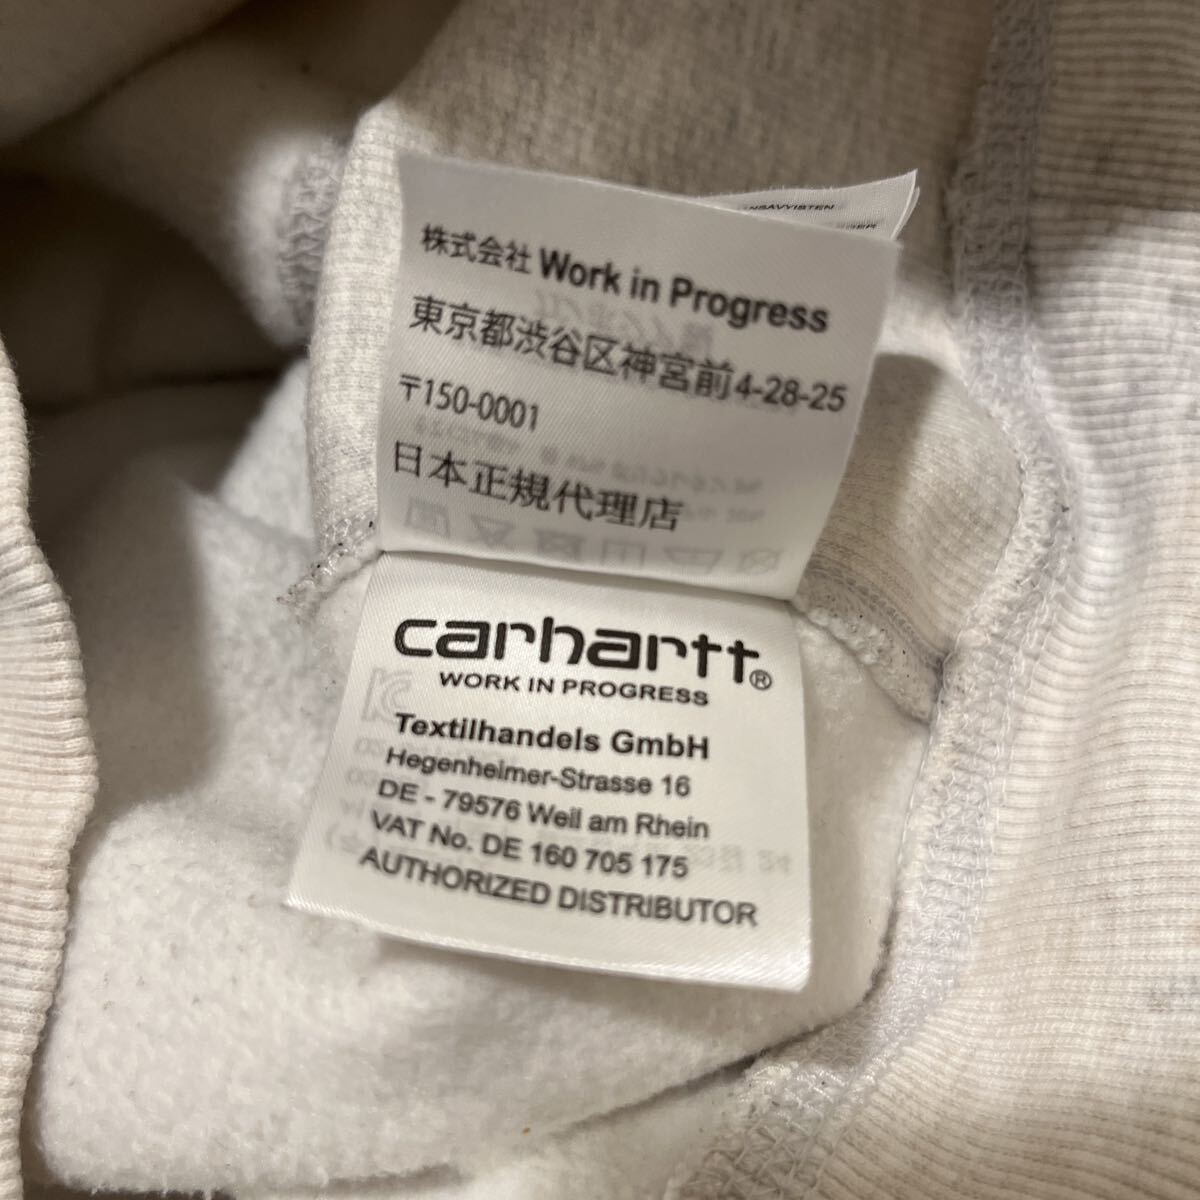 株式会社 Work in Progress
東京都渋谷区神宮前4-28-25
〒150-0001
日本正規代理店
carhartt®
WORK IN PROGRESS
Textilhandels GmbH
Hegenheimer-Strasse 16
DE - 79576 Weil am Rhein
VAT No. DE 160 705 175
AUTHORIZED DISTRIBUTOR